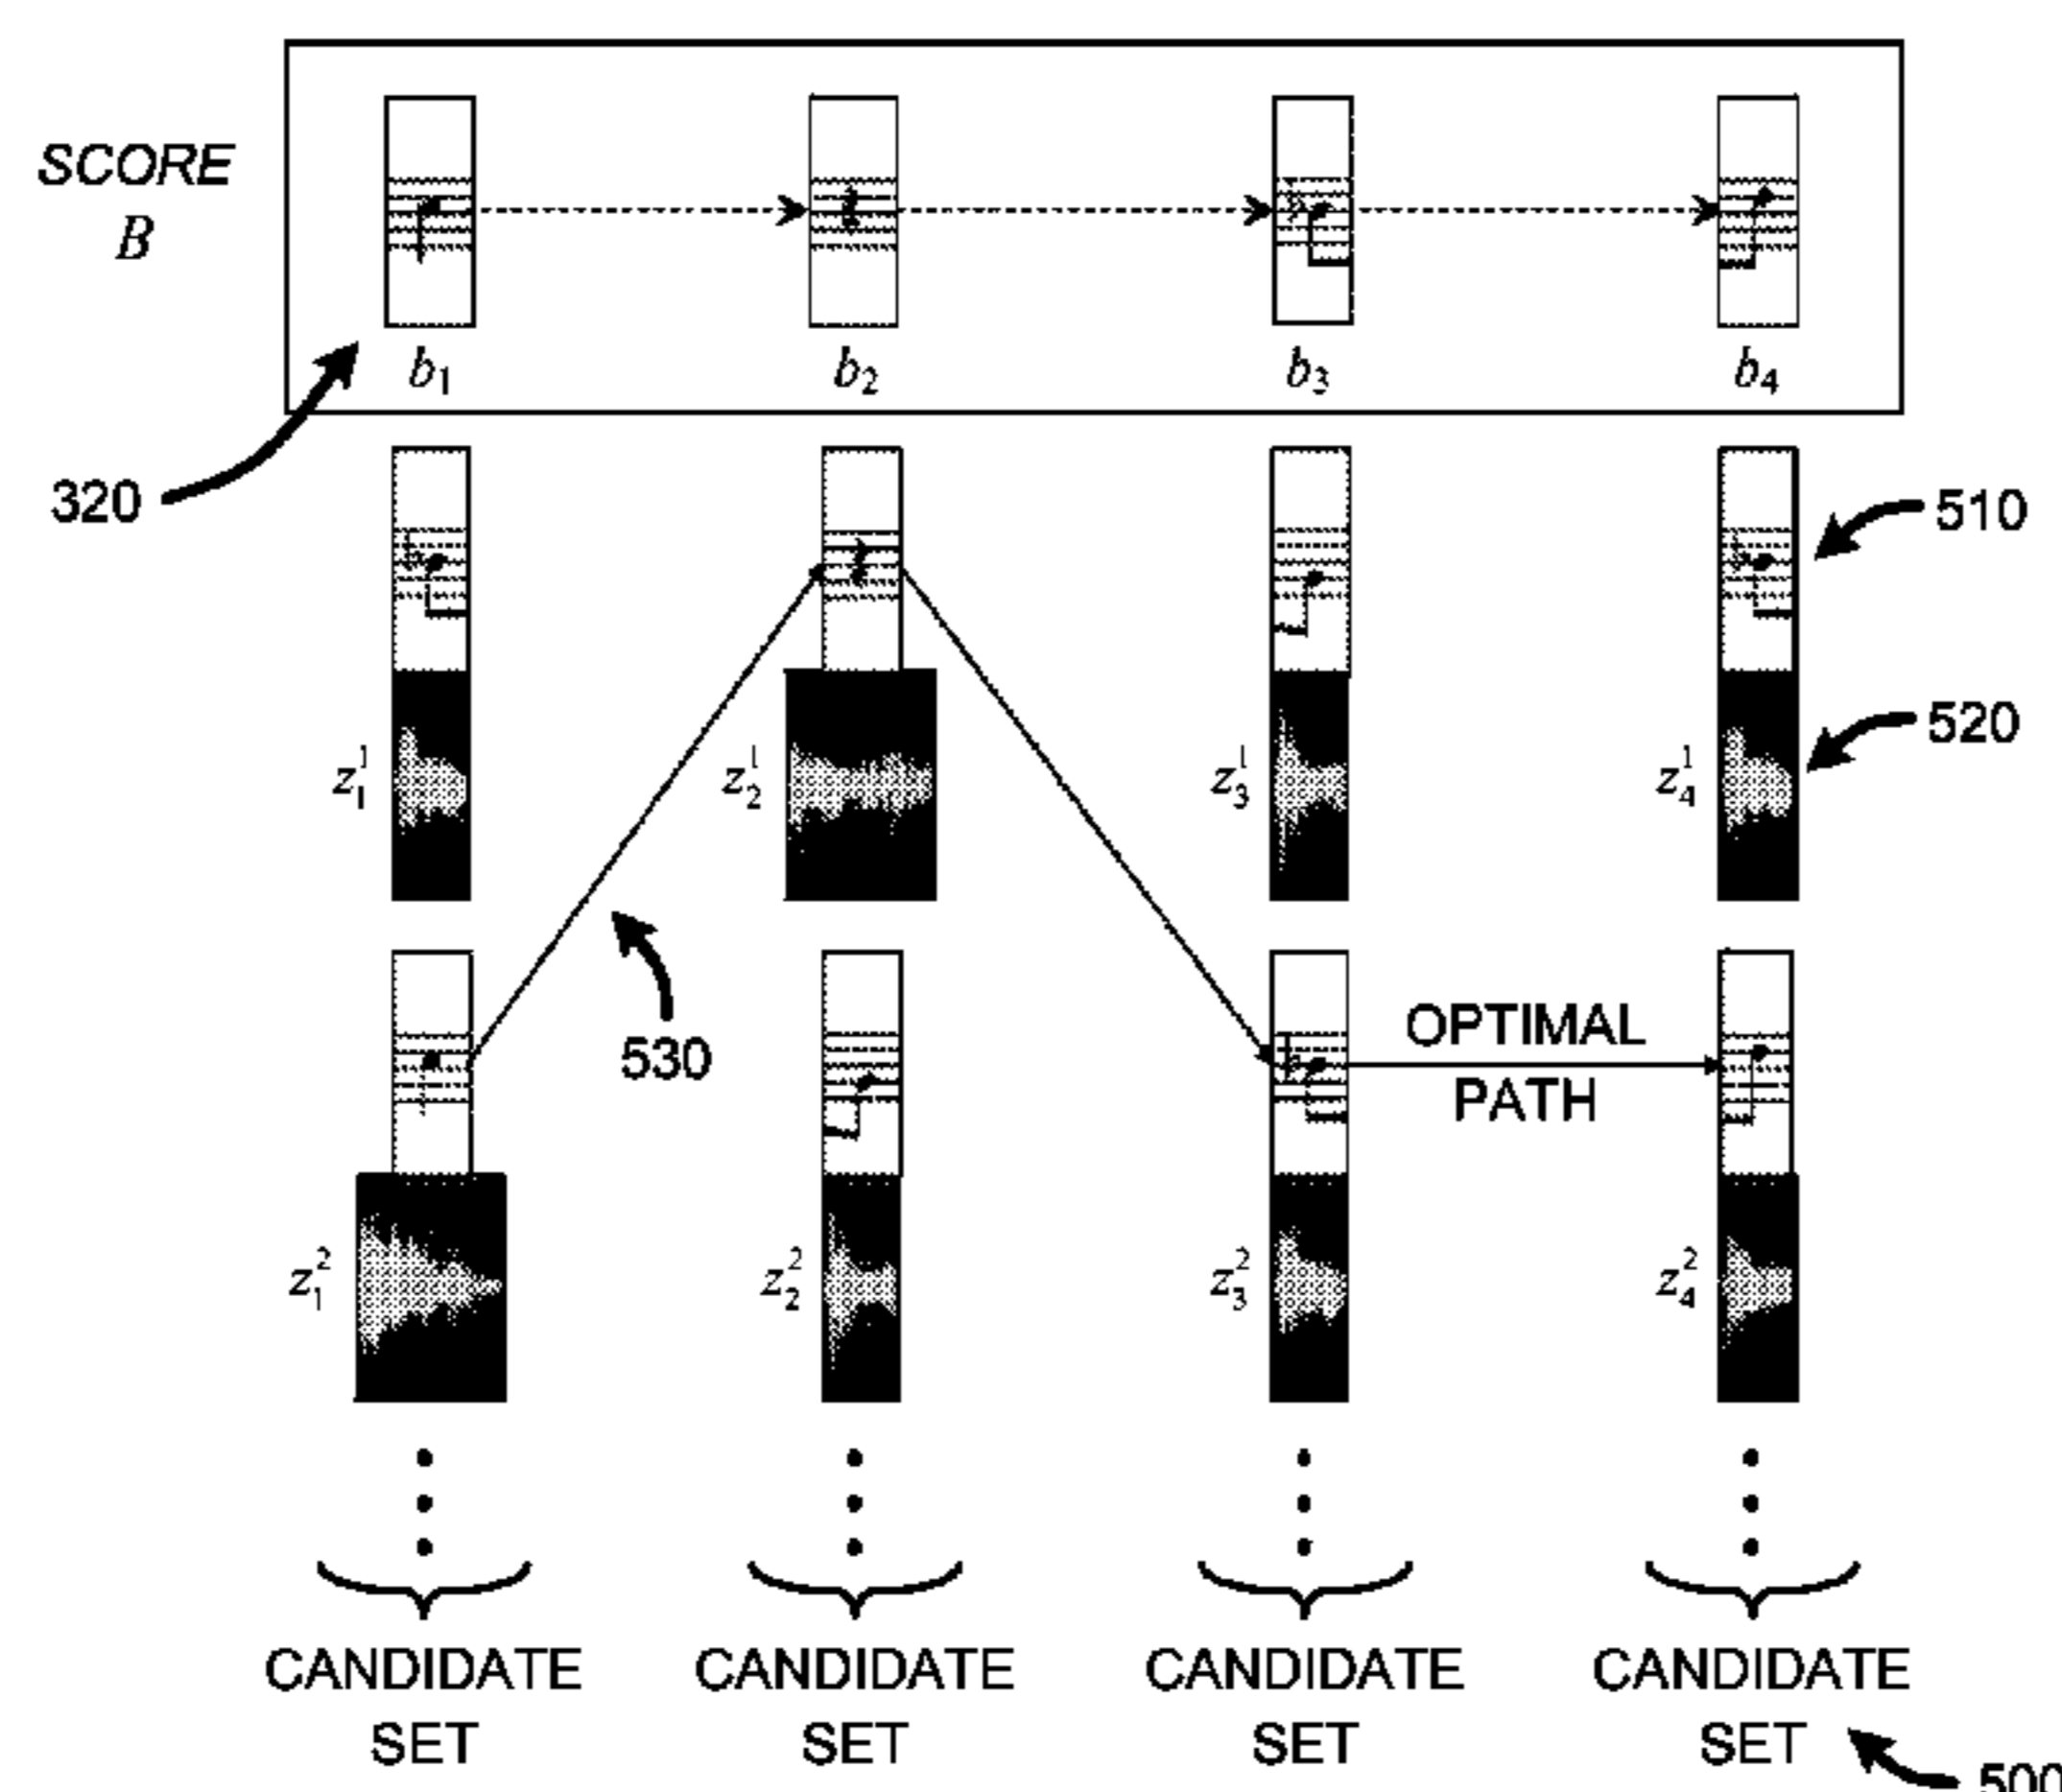 SCORE
B
b₁ b₂ b₃ b₄
320
510
520
z₁¹ z₂¹ z₃¹ z₄¹
530
OPTIMAL
PATH
z₁² z₂² z₃² z₄²
CANDIDATE CANDIDATE CANDIDATE CANDIDATE
SET SET SET SET
500